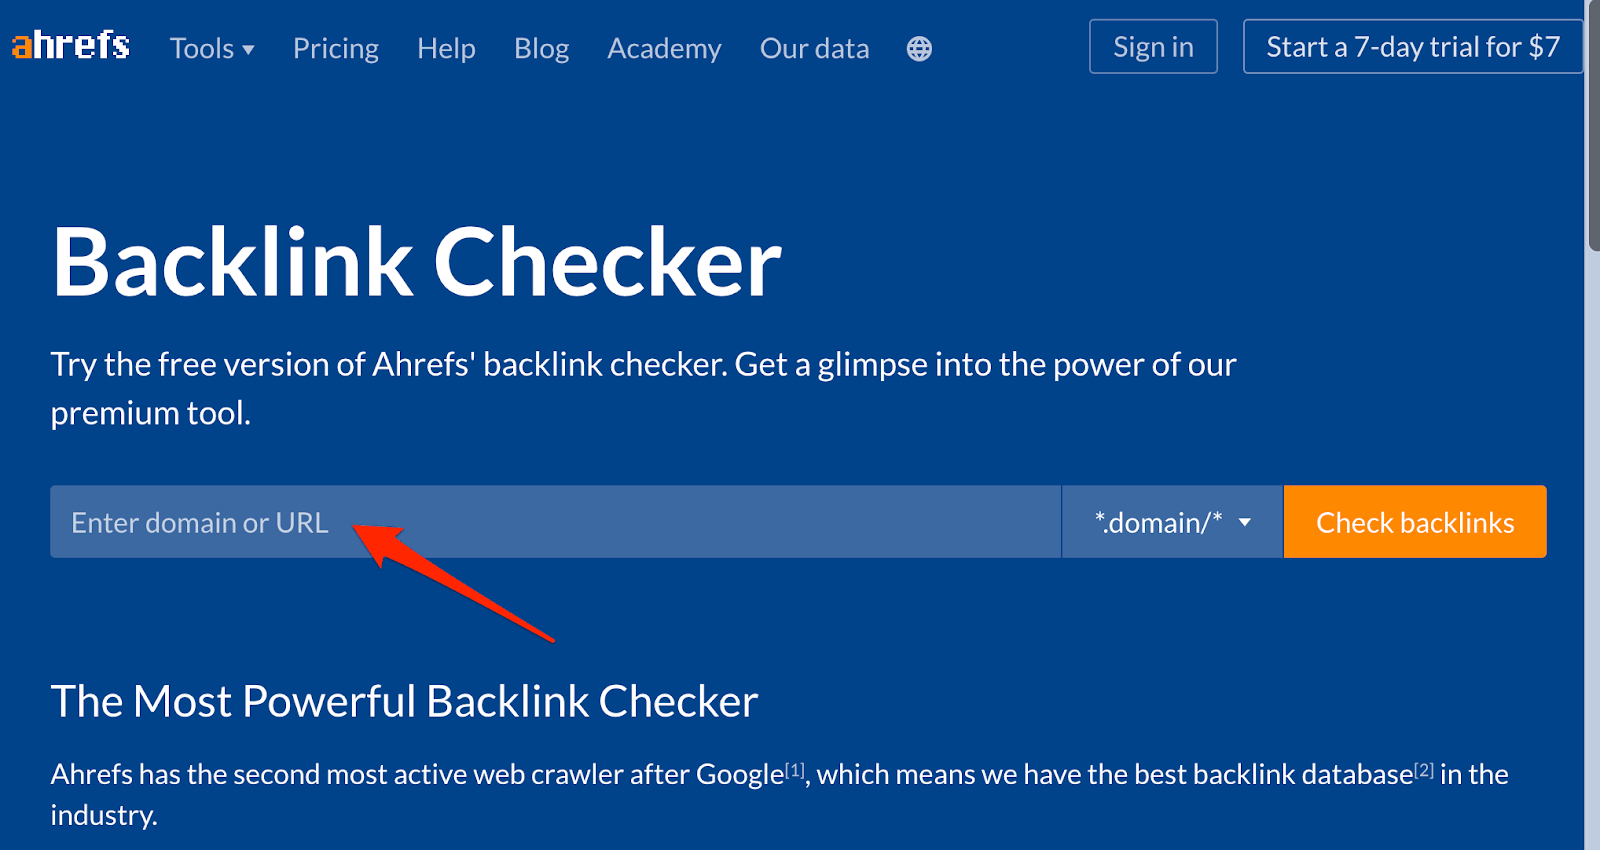 ahrefs Tools Pricing Help Blog Academy Our data Sign in Start a 7-day trial for $7
Backlink Checker
Try the free version of Ahrefs' backlink checker. Get a glimpse into the power of our
premium tool.
Enter domain or URL *.domain/* Check backlinks
The Most Powerful Backlink Checker
Ahrefs has the second most active web crawler after Google[1], which means we have the best backlink database[2] in the
industry.